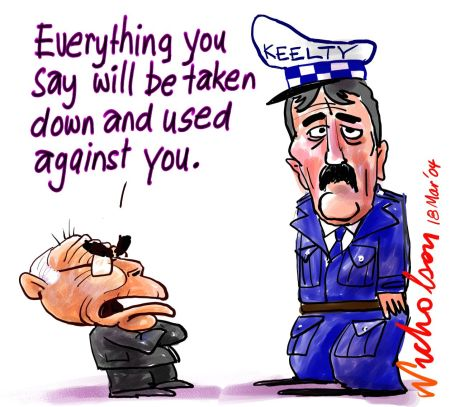 Everything you
say will be taken
down and used
against you.
KEELTY
Nicholson 18 Mar '04